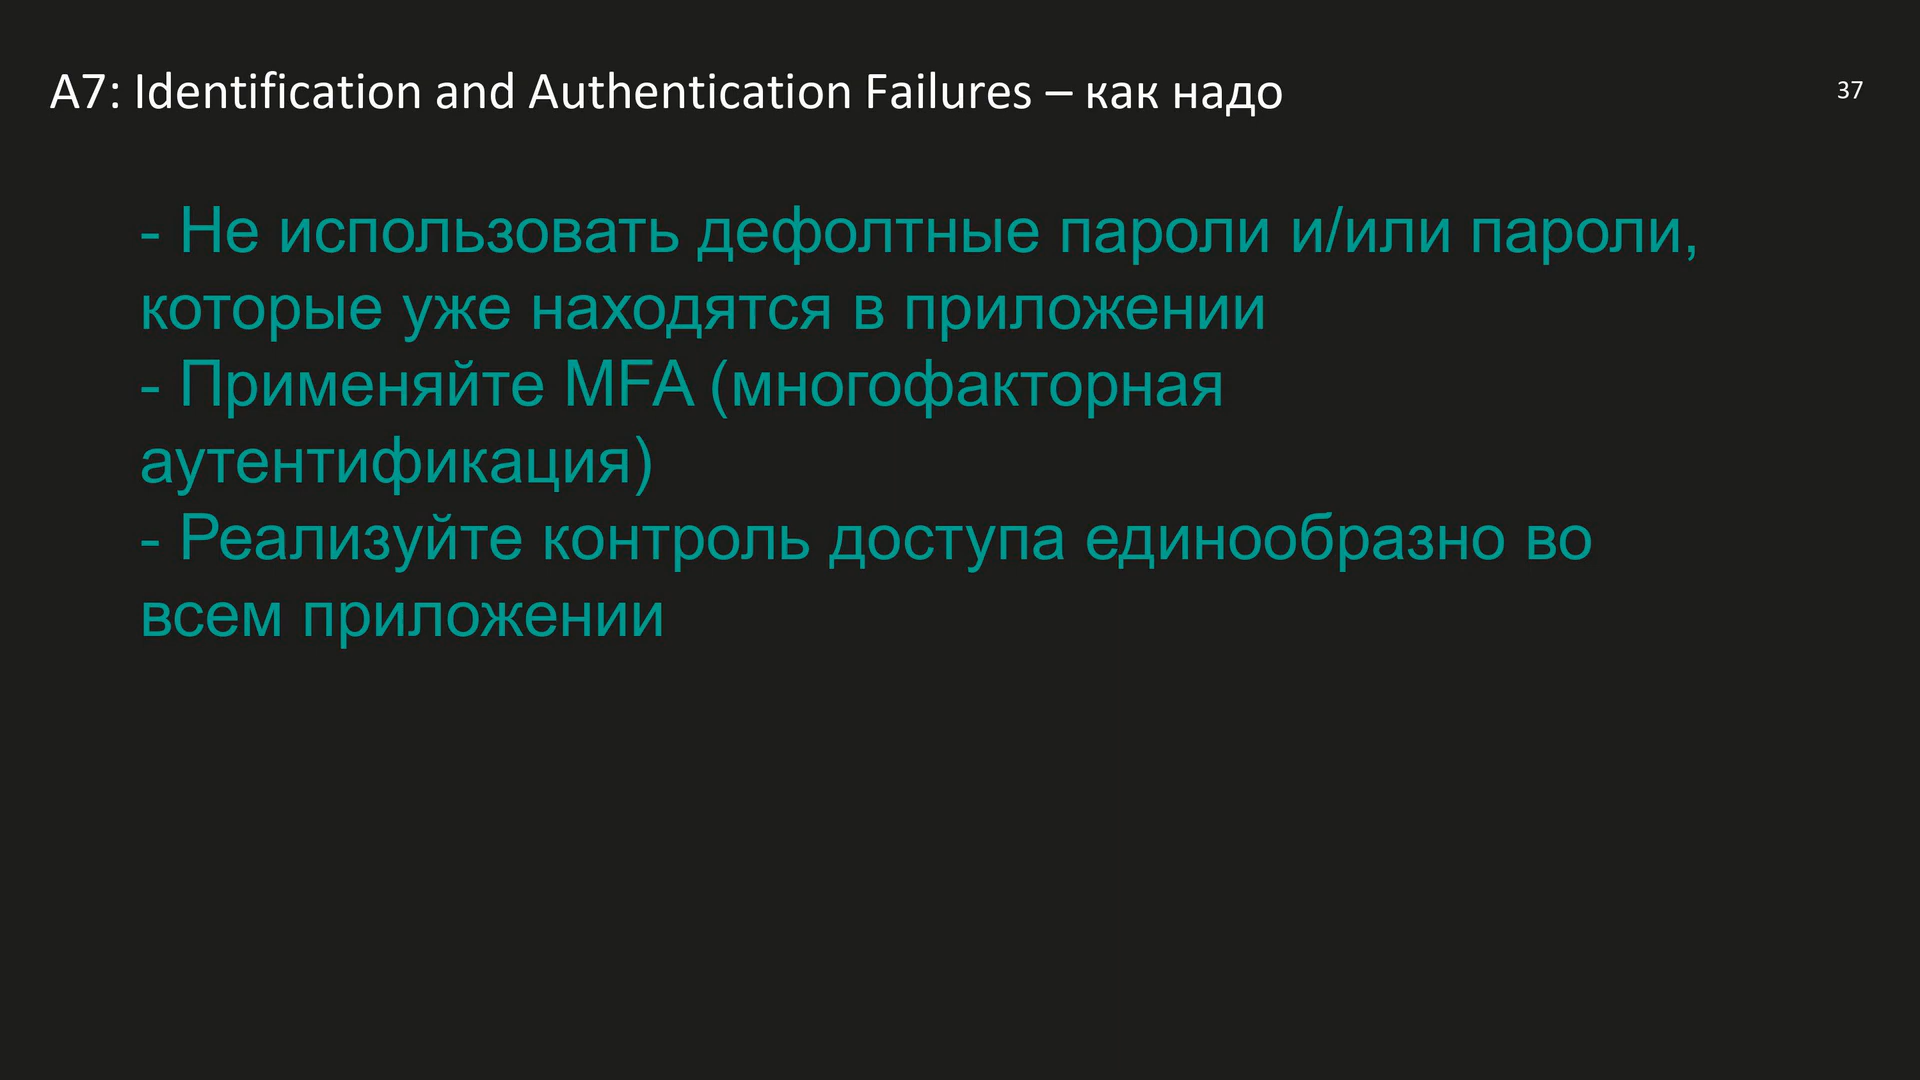 A7: Identification and Authentication Failures – как надо
37
- Не использовать дефолтные пароли и/или пароли,
которые уже находятся в приложении
- Применяйте MFA (многофакторная
аутентификация)
- Реализуйте контроль доступа единообразно во
всем приложении